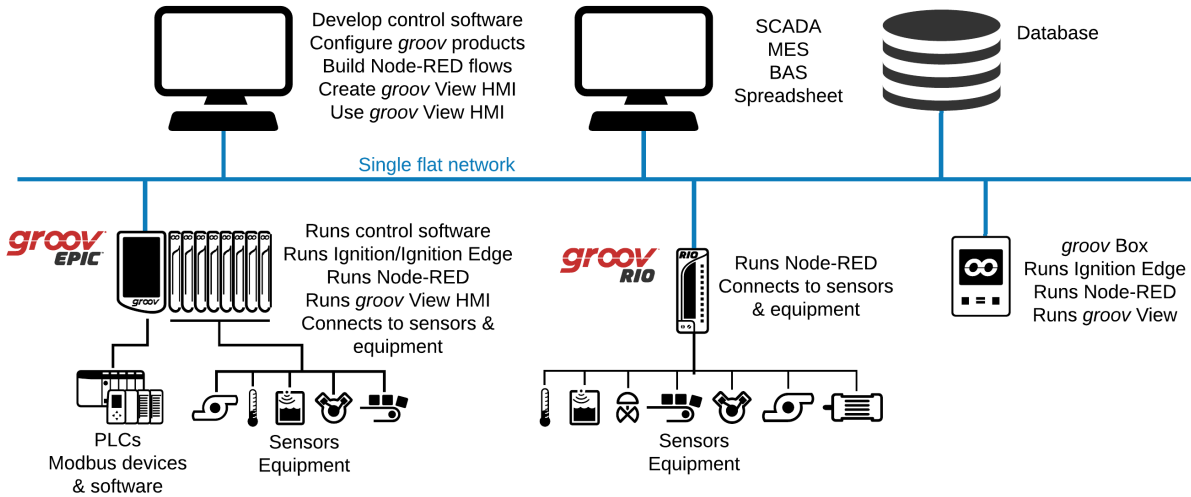 Develop control software
Configure groov products
Build Node-RED flows
Create groov View HMI
Use groov View HMI
SCADA
MES
BAS
Spreadsheet
Database
Single flat network
groov
EPIC
groov
Runs control software
Runs Ignition/Ignition Edge
Runs Node-RED
Runs groov View HMI
Connects to sensors &
equipment
groov
RIO
RIO
Runs Node-RED
Connects to sensors
& equipment
groov Box
Runs Ignition Edge
Runs Node-RED
Runs groov View
PLCs
Modbus devices
& software
Sensors
Equipment
Sensors
Equipment